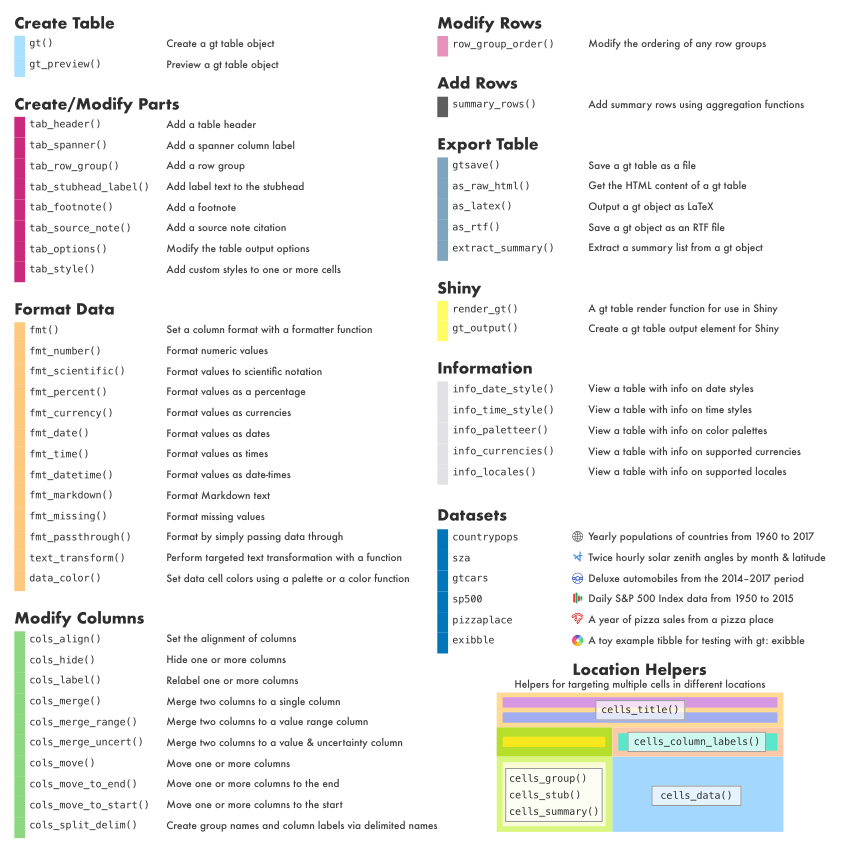 Create Table
gt() Create a gt table object
gt_preview() Preview a gt table object
Create/Modify Parts
tab_header() Add a table header
tab_spanner() Add a spanner column label
tab_row_group() Add a row group
tab_stubhead_label() Add label text to the stubhead
tab_footnote() Add a footnote
tab_source_note() Add a source note citation
tab_options() Modify the table output options
tab_style() Add custom styles to one or more cells
Format Data
fmt() Set a column format with a formatter function
fmt_number() Format numeric values
fmt_scientific() Format values to scientific notation
fmt_percent() Format values as a percentage
fmt_currency() Format values as currencies
fmt_date() Format values as dates
fmt_time() Format values as times
fmt_datetime() Format values as date-times
fmt_markdown() Format Markdown text
fmt_missing() Format missing values
fmt_passthrough() Format by simply passing data through
text_transform() Perform targeted text transformation with a function
data_color() Set data cell colors using a palette or a color function
Modify Columns
cols_align() Set the alignment of columns
cols_hide() Hide one or more columns
cols_label() Relabel one or more columns
cols_merge() Merge two columns to a single column
cols_merge_range() Merge two columns to a value range column
cols_merge_uncert() Merge two columns to a value & uncertainty column
cols_move() Move one or more columns
cols_move_to_end() Move one or more columns to the end
cols_move_to_start() Move one or more columns to the start
cols_split_delim() Create group names and column labels via delimited names
Modify Rows
row_group_order() Modify the ordering of any row groups
Add Rows
summary_rows() Add summary rows using aggregation functions
Export Table
gtsave() Save a gt table as a file
as_raw_html() Get the HTML content of a gt table
as_latex() Output a gt object as LaTeX
as_rtf() Save a gt object as an RTF file
extract_summary() Extract a summary list from a gt object
Shiny
render_gt() A gt table render function for use in Shiny
gt_output() Create a gt table output element for Shiny
Information
info_date_style() View a table with info on date styles
info_time_style() View a table with info on time styles
info_paletteer() View a table with info on color palettes
info_currencies() View a table with info on supported currencies
info_locales() View a table with info on supported locales
Datasets
countrypops Yearly populations of countries from 1960 to 2017
sza Twice hourly solar zenith angles by month & latitude
gtcars Deluxe automobiles from the 2014–2017 period
sp500 Daily S&P 500 Index data from 1950 to 2015
pizzaplace A year of pizza sales from a pizza place
exibble A toy example tibble for testing with gt: exibble
Location Helpers
Helpers for targeting multiple cells in different locations
cells_title()
cells_column_labels()
cells_group()
cells_stub()
cells_summary()
cells_data()